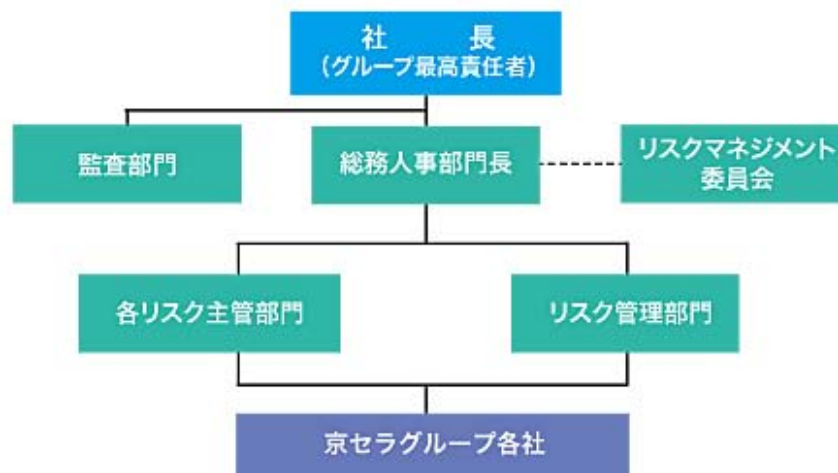 社　長
（グループ最高責任者）
監査部門
総務人事部門長
リスクマネジメント
委員会
各リスク主管部門
リスク管理部門
京セラグループ各社